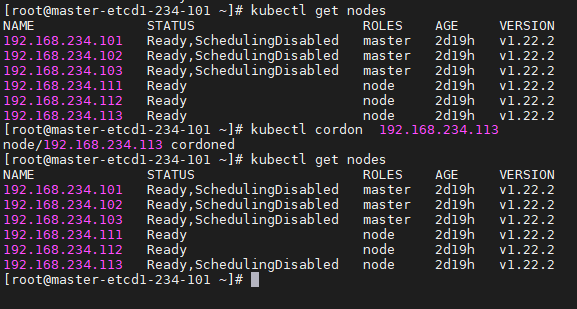 [root@master-etcd1-234-101 ~]# kubectl get nodes
NAME              STATUS                     ROLES    AGE     VERSION
192.168.234.101   Ready,SchedulingDisabled   master   2d19h   v1.22.2
192.168.234.102   Ready,SchedulingDisabled   master   2d19h   v1.22.2
192.168.234.103   Ready,SchedulingDisabled   master   2d19h   v1.22.2
192.168.234.111   Ready                      node     2d19h   v1.22.2
192.168.234.112   Ready                      node     2d19h   v1.22.2
192.168.234.113   Ready                      node     2d19h   v1.22.2
[root@master-etcd1-234-101 ~]# kubectl cordon  192.168.234.113
node/192.168.234.113 cordoned
[root@master-etcd1-234-101 ~]# kubectl get nodes
NAME              STATUS                     ROLES    AGE     VERSION
192.168.234.101   Ready,SchedulingDisabled   master   2d19h   v1.22.2
192.168.234.102   Ready,SchedulingDisabled   master   2d19h   v1.22.2
192.168.234.103   Ready,SchedulingDisabled   master   2d19h   v1.22.2
192.168.234.111   Ready                      node     2d19h   v1.22.2
192.168.234.112   Ready                      node     2d19h   v1.22.2
192.168.234.113   Ready,SchedulingDisabled   node     2d19h   v1.22.2
[root@master-etcd1-234-101 ~]#